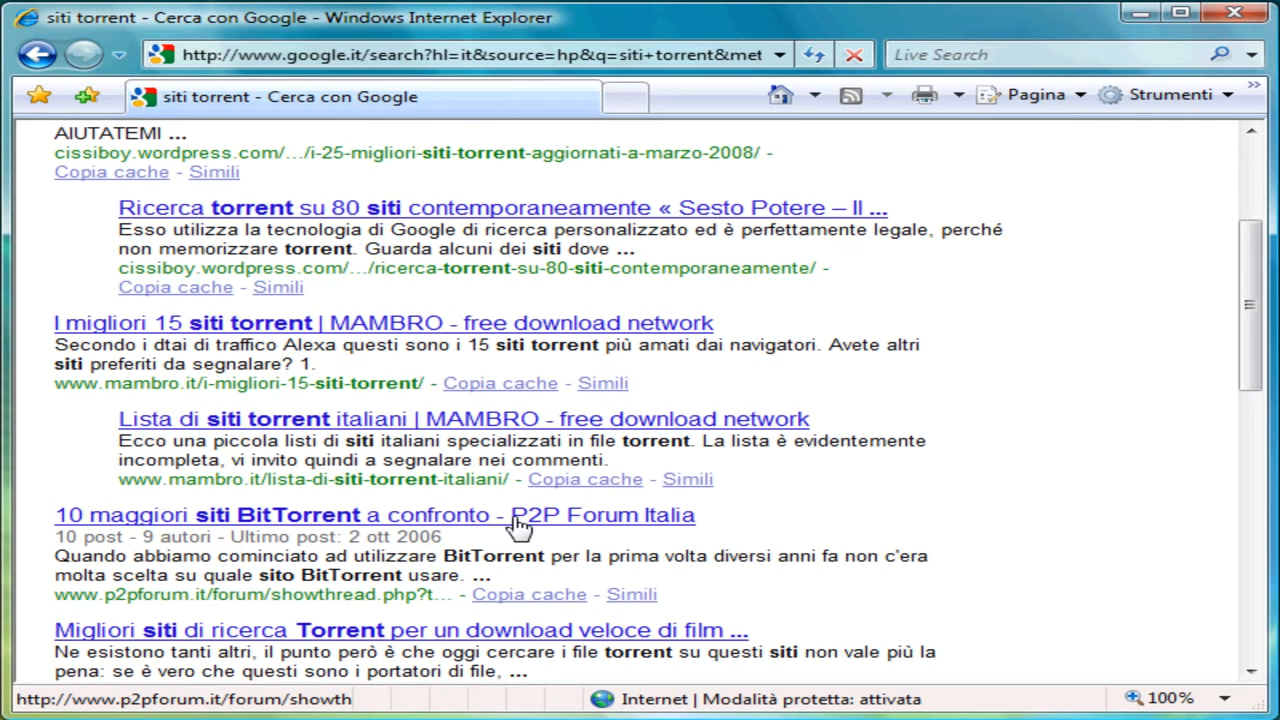 siti torrent - Cerca con Google - Windows Internet Explorer
http://www.google.it/search?hl=it&source=hp&q=siti+torrent&met
Live Search
siti torrent - Cerca con Google
Pagina
Strumenti
AIUTATEMI ...
cissiboy.wordpress.com/.../i-25-migliori-siti-torrent-aggiornati-a-marzo-2008/ -
Copia cache - Simili
Ricerca torrent su 80 siti contemporaneamente « Sesto Potere – Il ...
Esso utilizza la tecnologia di Google di ricerca personalizzato ed è perfettamente legale, perché
non memorizzare torrent. Guarda alcuni dei siti dove ...
cissiboy.wordpress.com/.../ricerca-torrent-su-80-siti-contemporaneamente/ -
Copia cache - Simili
I migliori 15 siti torrent | MAMBRO - free download network
Secondo i dtai di traffico Alexa questi sono i 15 siti torrent più amati dai navigatori. Avete altri
siti preferiti da segnalare? 1.
www.mambro.it/i-migliori-15-siti-torrent/ - Copia cache - Simili
Lista di siti torrent italiani | MAMBRO - free download network
Ecco una piccola listi di siti italiani specializzati in file torrent. La lista è evidentemente
incompleta, vi invito quindi a segnalare nei commenti.
www.mambro.it/lista-di-siti-torrent-italiani/ - Copia cache - Simili
10 maggiori siti BitTorrent a confronto - P2P Forum Italia
10 post - 9 autori - Ultimo post: 2 ott 2006
Quando abbiamo cominciato ad utilizzare BitTorrent per la prima volta diversi anni fa non c'era
molta scelta su quale sito BitTorrent usare. ...
www.p2pforum.it/forum/showthread.php?t... - Copia cache - Simili
Migliori siti di ricerca Torrent per un download veloce di film ...
Ne esistono tanti altri, il punto però è che oggi cercare i file torrent su questi siti non vale più la
pena: se è vero che questi sono i portatori di file, ...
http://www.p2pforum.it/forum/showth
Internet | Modalità protetta: attivata
100%